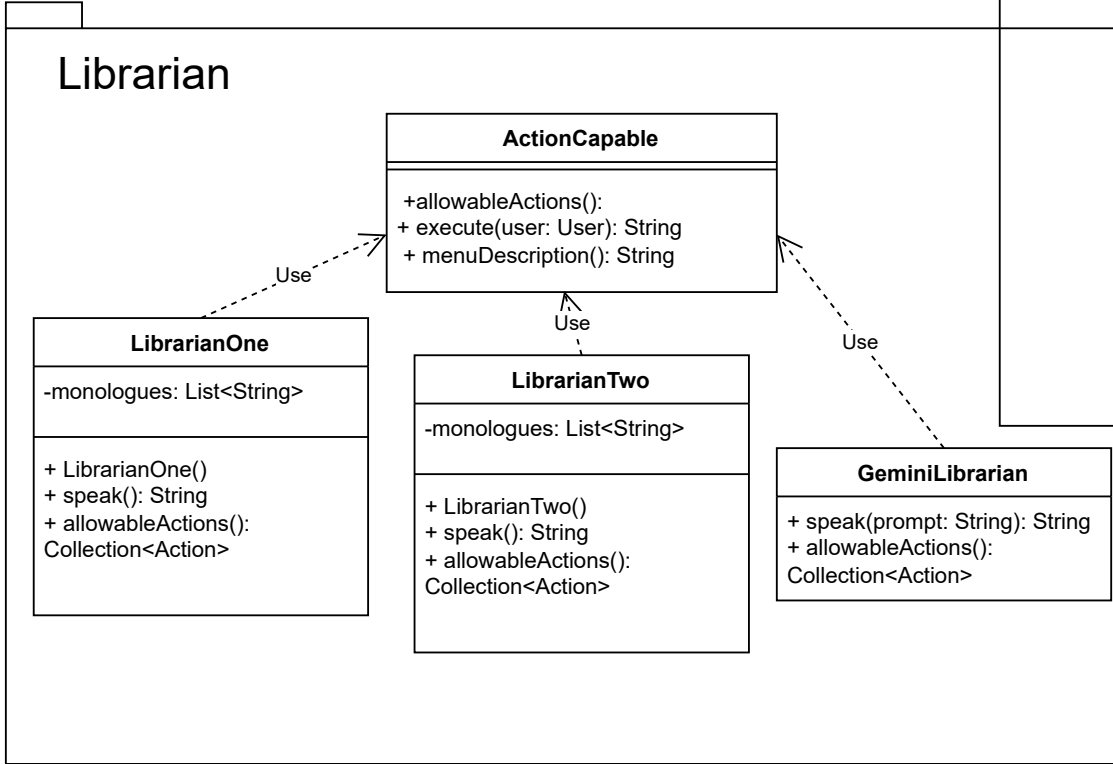 Librarian
ActionCapable
+allowableActions():
+ execute(user: User): String
+ menuDescription(): String
Use
Use
Use
LibrarianOne
-monologues: List<String>
+ LibrarianOne()
+ speak(): String
+ allowableActions():
Collection<Action>
LibrarianTwo
-monologues: List<String>
+ LibrarianTwo()
+ speak(): String
+ allowableActions():
Collection<Action>
GeminiLibrarian
+ speak(prompt: String): String
+ allowableActions():
Collection<Action>